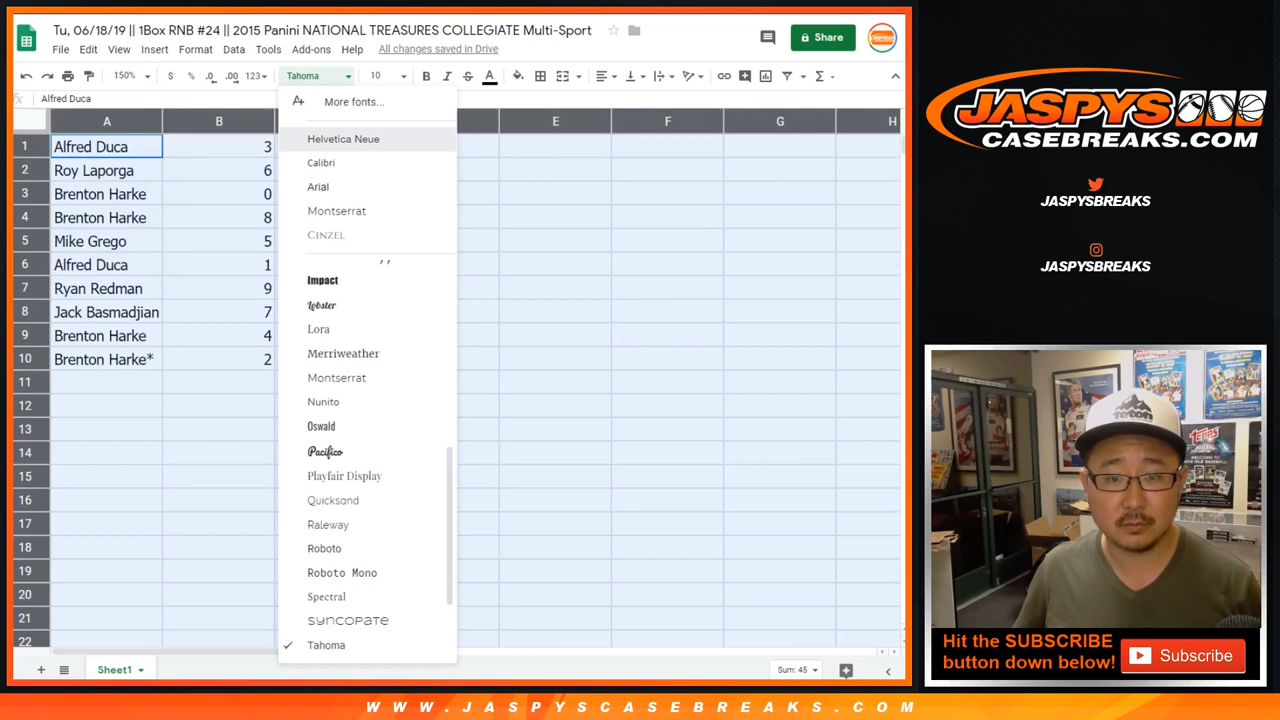 Tu, 06/18/19 || 1Box RNB #24 || 2015 Panini NATIONAL TREASURES COLLEGIATE Multi-Sport
File Edit View Insert Format Data Tools Add-ons Help All changes saved in Drive
Share
150% $ % .0 .00 123 Tahoma 10 B I S A
fx Alfred Duca
A B E F G H
1 Alfred Duca 3
2 Roy Laporga 6
3 Brenton Harke 0
4 Brenton Harke 8
5 Mike Grego 5
6 Alfred Duca 1
7 Ryan Redman 9
8 Jack Basmadjian 7
9 Brenton Harke 4
10 Brenton Harke* 2
11
12
13
14
15
16
17
18
19
20
21
22
More fonts...
Helvetica Neue
Calibri
Arial
Montserrat
Cinzel
Impact
Lobster
Lora
Merriweather
Montserrat
Nunito
Oswald
Pacifico
Playfair Display
Quicksand
Raleway
Roboto
Roboto Mono
Spectral
Syncopate
Tahoma
Sheet1
Sum: 45
JASPYS
CASEBREAKS.COM
JASPYSBREAKS
JASPYSBREAKS
TeTon
TOPPS
Hit the SUBSCRIBE
button down below!
Subscribe
WWW.JASPYSCASEBREAKS.COM